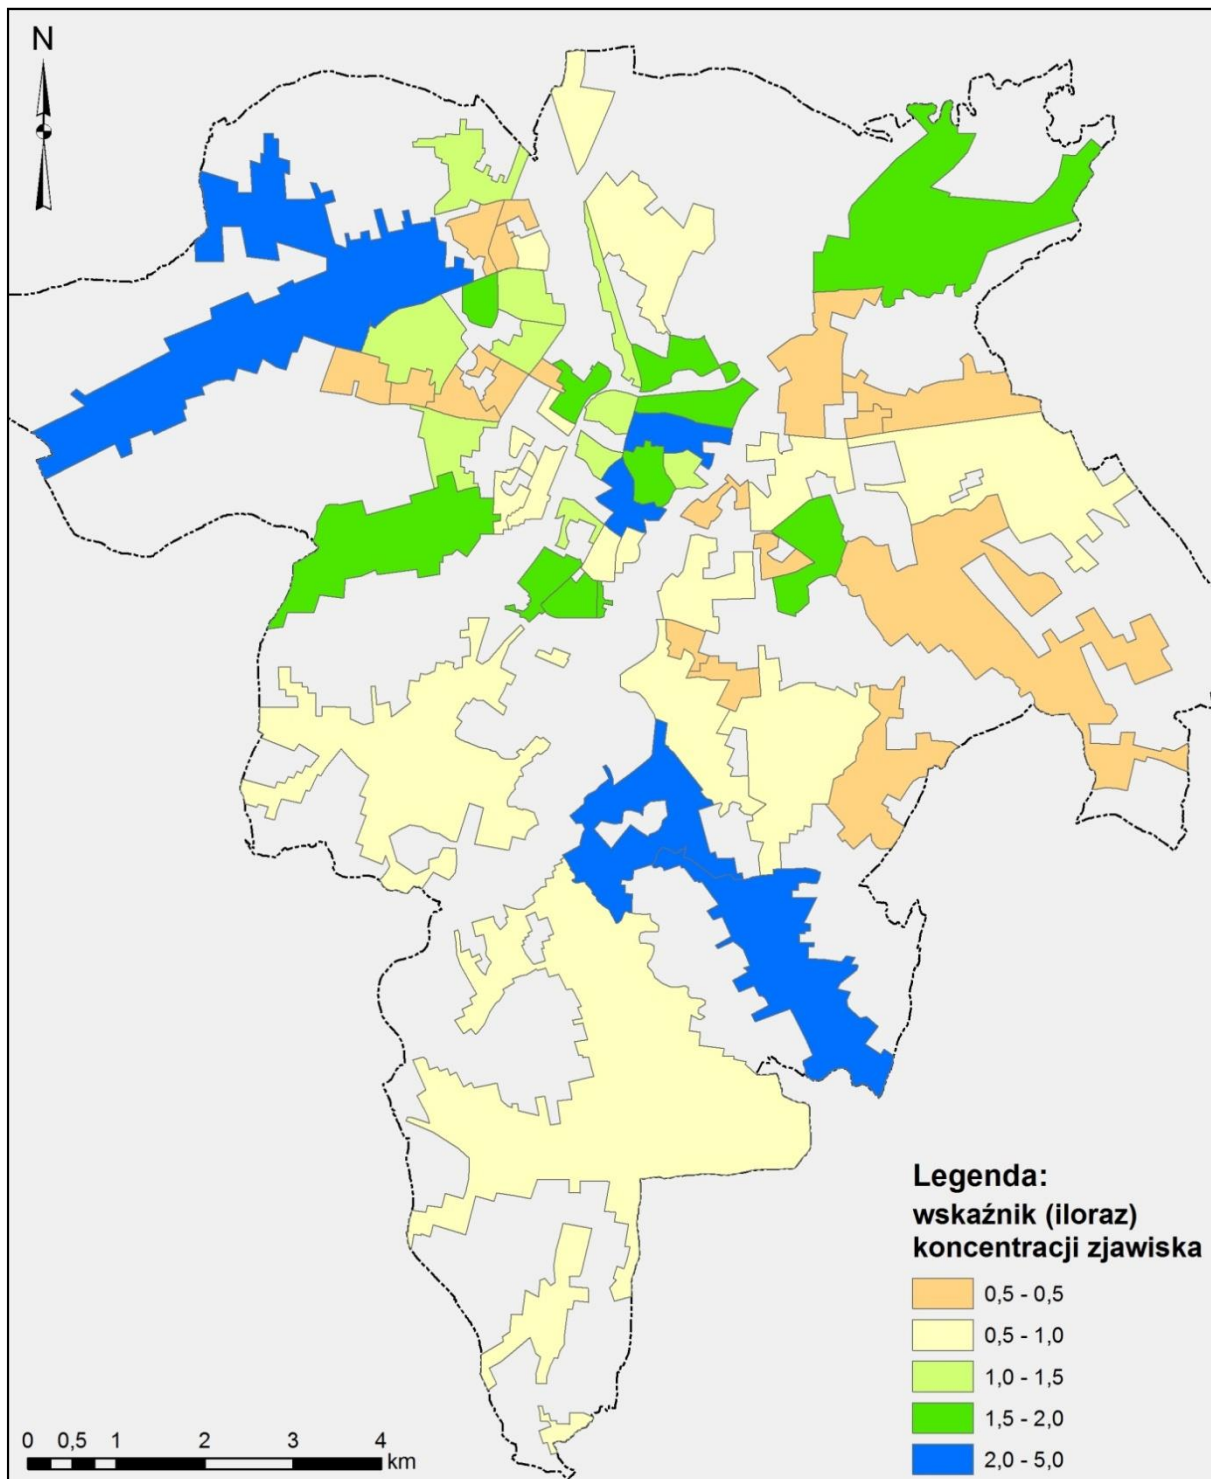 N
Legenda:
wskaźnik (iloraz)
koncentracji zjawiska
0,5 - 0,5
0,5 - 1,0
1,0 - 1,5
1,5 - 2,0
2,0 - 5,0
0 0,5 1 2 3 4
km